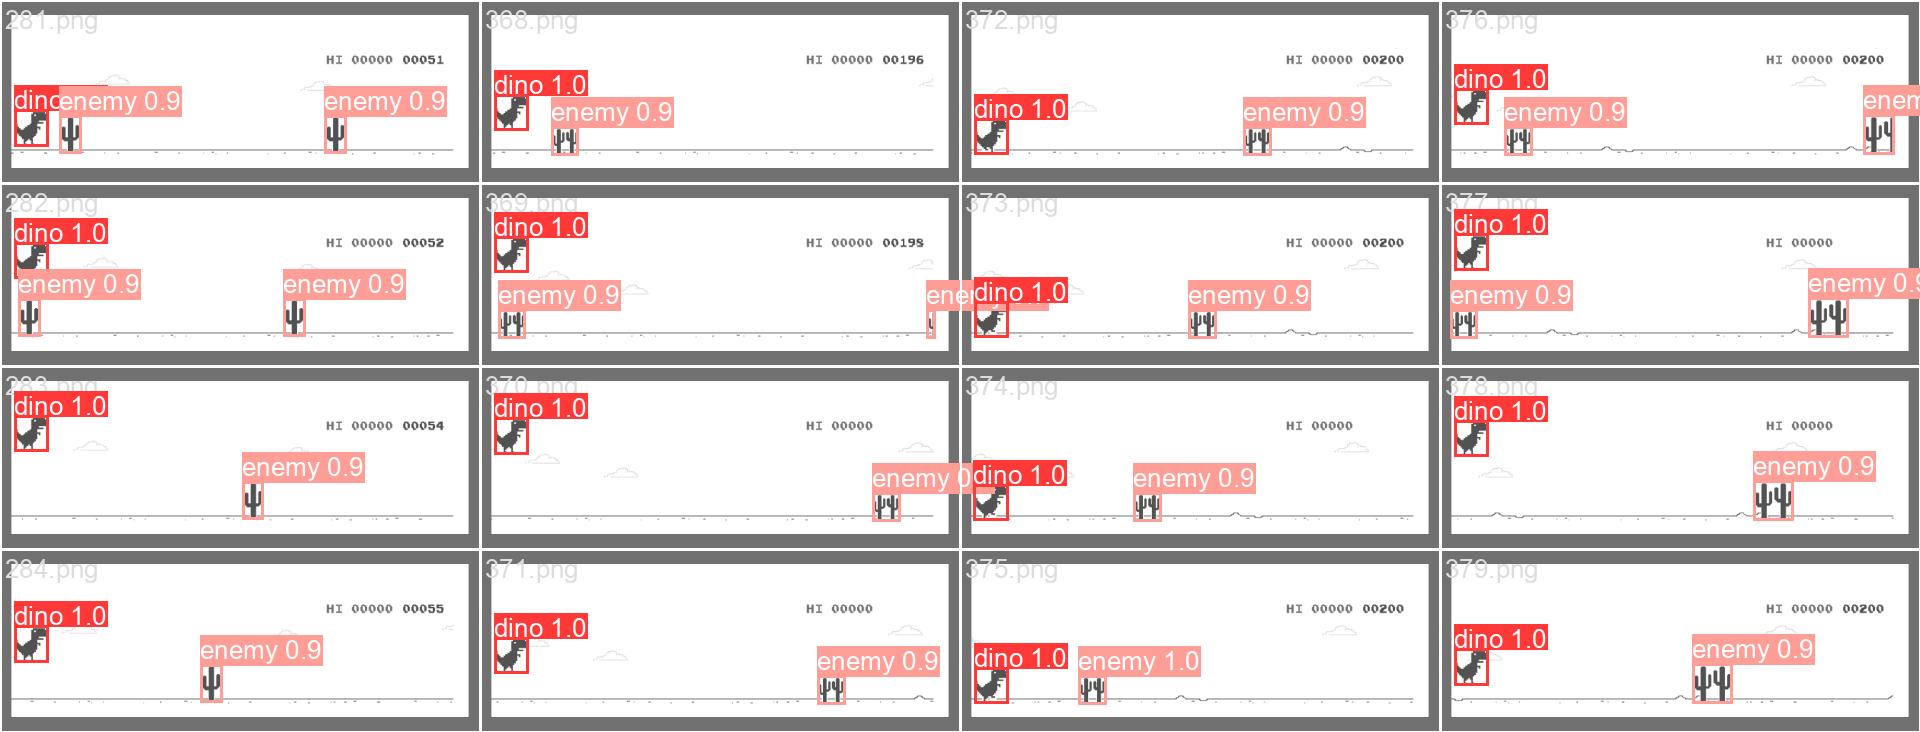 281.png
HI 00000 00051
dino
enemy 0.9
enemy 0.9
368.png
HI 00000 00196
dino 1.0
enemy 0.9
372.png
HI 00000 00200
dino 1.0
enemy 0.9
376.png
HI 00000 00200
dino 1.0
enemy 0.9
enem
282.png
dino 1.0
HI 00000 00052
enemy 0.9
enemy 0.9
369.png
dino 1.0
HI 00000 00198
enemy 0.9
ener
373.png
HI 00000 00200
dino 1.0
enemy 0.9
377.png
dino 1.0
HI 00000
enemy 0.9
enemy 0.9
283.png
dino 1.0
HI 00000 00054
enemy 0.9
370.png
dino 1.0
HI 00000
enemy 0
374.png
HI 00000
dino 1.0
enemy 0.9
378.png
dino 1.0
HI 00000
enemy 0.9
284.png
dino 1.0
HI 00000 00055
enemy 0.9
371.png
HI 00000
dino 1.0
enemy 0.9
375.png
HI 00000 00200
dino 1.0
enemy 1.0
379.png
HI 00000 00200
dino 1.0
enemy 0.9